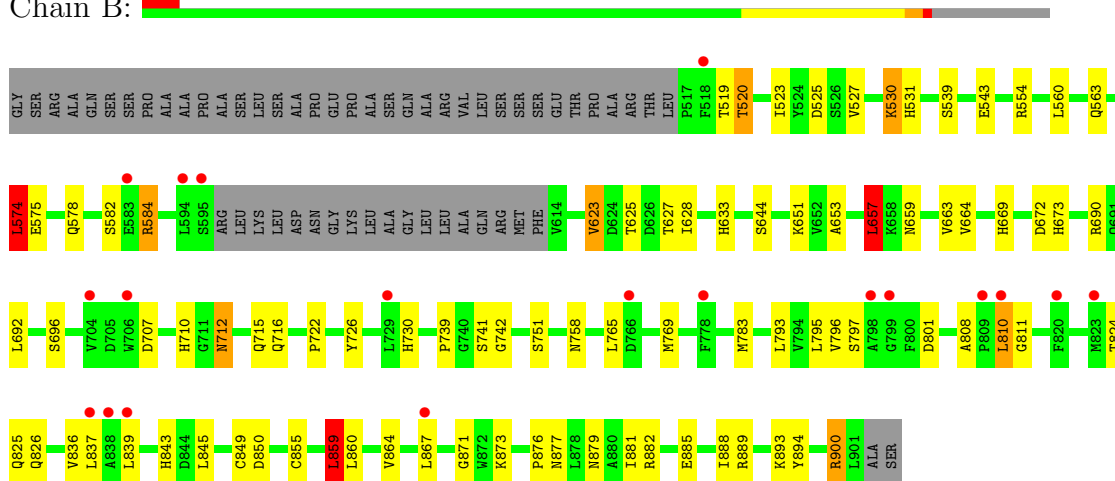 Chain B:
GLY SER ARG ALA GLN SER SER PRO ALA ALA PRO ALA ALA SER LEU SER SER ALA PRO GLU PRO ALA SER GLN ALA ARG VAL LEU SER SER SER GLU THR PRO ALA ARG THR LEU P517 F518 T519 T520 I523 Y524 D525 S526 V527 K530 H531 S539 E543 R554 L560 Q563
L574 E575 Q578 S582 E583 R584 L594 S595 ARG LEU LYS LEU ASP ASN GLY LYS LEU ALA GLY LEU LEU ALA GLN ARG MET PHE V614 V623 D624 T625 D626 T627 I628 H633 S644 K651 V652 A653 L657 K658 N659 V663 V664 H669 D672 H673 R690
L692 S696 V704 D705 W706 D707 H710 G711 N712 Q715 Q716 P722 Y726 L729 H730 P739 G740 S741 G742 S751 N758 L765 D766 M769 F778 M783 L793 V794 L795 V796 S797 A798 G799 F800 D801 A808 P809 L810 G811 F820 M823
Q825 Q826 V836 L837 A838 L839 H843 D844 L845 C849 D850 C855 L859 L860 V864 L867 G871 W872 K873 P876 N877 L878 N879 A880 I881 R882 E885 I888 R889 K893 Y894 R900 L901 ALA SER